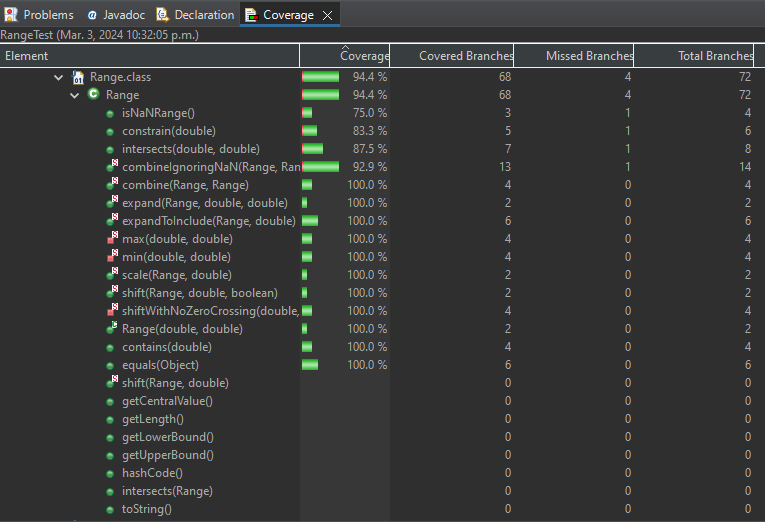 Problems Javadoc Declaration Coverage
RangeTest (Mar. 3, 2024 10:32:05 p.m.)
Element Coverage Covered Branches Missed Branches Total Branches
Range.class 94.4 % 68 4 72
Range 94.4 % 68 4 72
isNaNRange() 75.0 % 3 1 4
constrain(double) 83.3 % 5 1 6
intersects(double, double) 87.5 % 7 1 8
combineIgnoringNaN(Range, Ran 92.9 % 13 1 14
combine(Range, Range) 100.0 % 4 0 4
expand(Range, double, double) 100.0 % 2 0 2
expandToInclude(Range, double) 100.0 % 6 0 6
max(double, double) 100.0 % 4 0 4
min(double, double) 100.0 % 4 0 4
scale(Range, double) 100.0 % 2 0 2
shift(Range, double, boolean) 100.0 % 2 0 2
shiftWithNoZeroCrossing(double, 100.0 % 4 0 4
Range(double, double) 100.0 % 2 0 2
contains(double) 100.0 % 4 0 4
equals(Object) 100.0 % 6 0 6
shift(Range, double) 0 0 0
getCentralValue() 0 0 0
getLength() 0 0 0
getLowerBound() 0 0 0
getUpperBound() 0 0 0
hashCode() 0 0 0
intersects(Range) 0 0 0
toString() 0 0 0